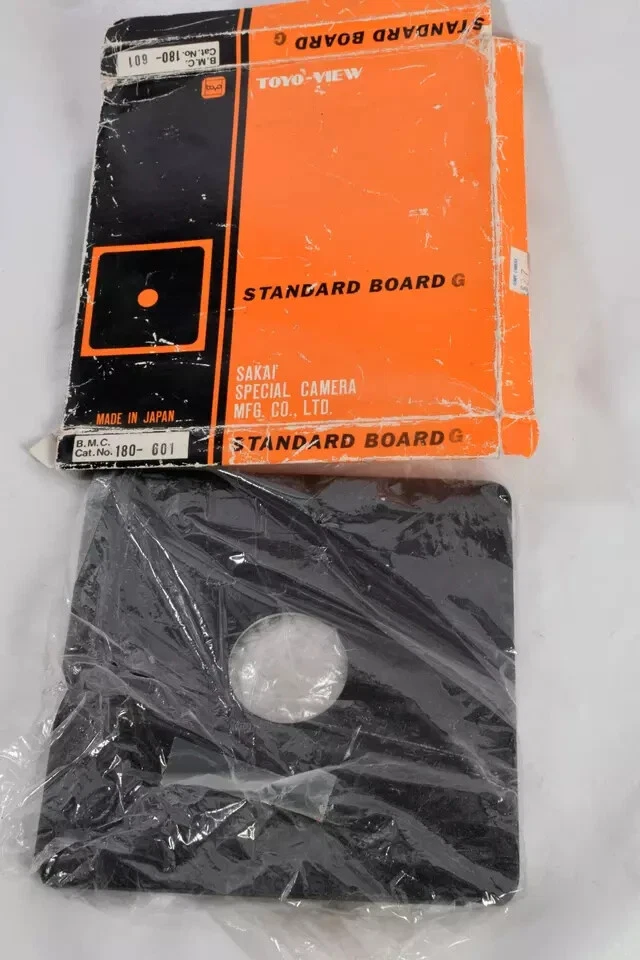 STANDARD BOARD G
B.M.C.
Cat. No. 180- 601
TOYO-VIEW
STANDARD BOARD G
SAKAI
SPECIAL CAMERA
MFG. CO., LTD.
MADE IN JAPAN
B.M.C.
Cat. No. 180- 601
STANDARD BOARD G